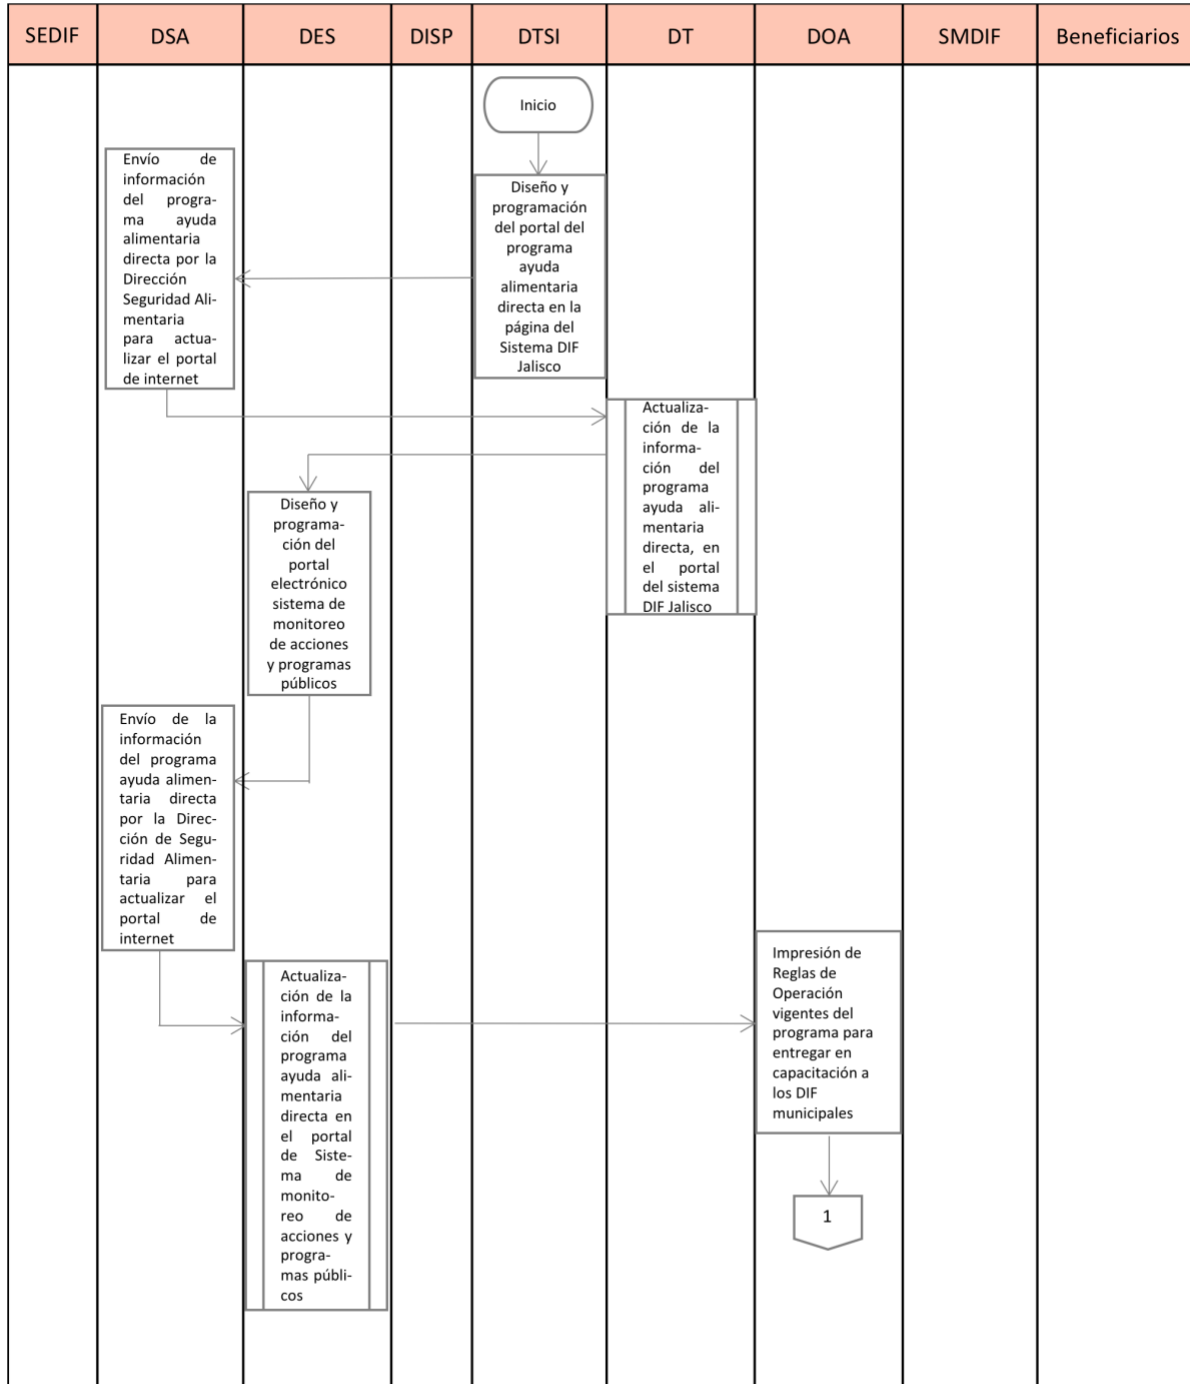 SEDIF DSA DES DISP DTSI DT DOA SMDIF Beneficiarios
Inicio
Envío de
información
del progra-
ma ayuda
alimentaria
directa por la
Dirección
Seguridad Ali-
mentaria
para actua-
lizar el portal
de internet
Diseño y
programación
del portal del
programa
ayuda
alimentaria
directa en la
página del
Sistema DIF
Jalisco
Actualiza-
ción de la
informa-
ción del
programa
ayuda ali-
mentaria
directa, en
el portal
del sistema
DIF Jalisco
Diseño y
programa-
ción del
portal
electrónico
sistema de
monitoreo
de acciones
y programas
públicos
Envío de la
información
del programa
ayuda alimen-
taria directa
por la Direc-
ción de Segu-
ridad Alimen-
taria para
actualizar el
portal de
internet
Actualiza-
ción de la
informa-
ción del
programa
ayuda ali-
mentaria
directa en
el portal
de Siste-
ma de
monito-
reo de
acciones y
progra-
mas públi-
cos
Impresión de
Reglas de
Operación
vigentes del
programa para
entregar en
capacitación a
los DIF
municipales
1